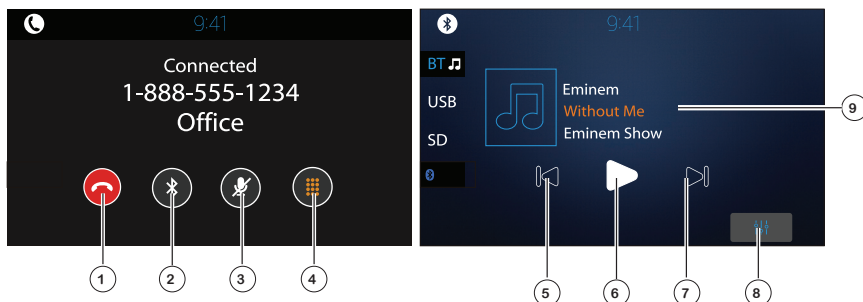 9:41
Connected
1-888-555-1234
Office
1
2
3
4
9:41
BT
USB
SD
Eminem
Without Me
Eminem Show
9
5
6
7
8